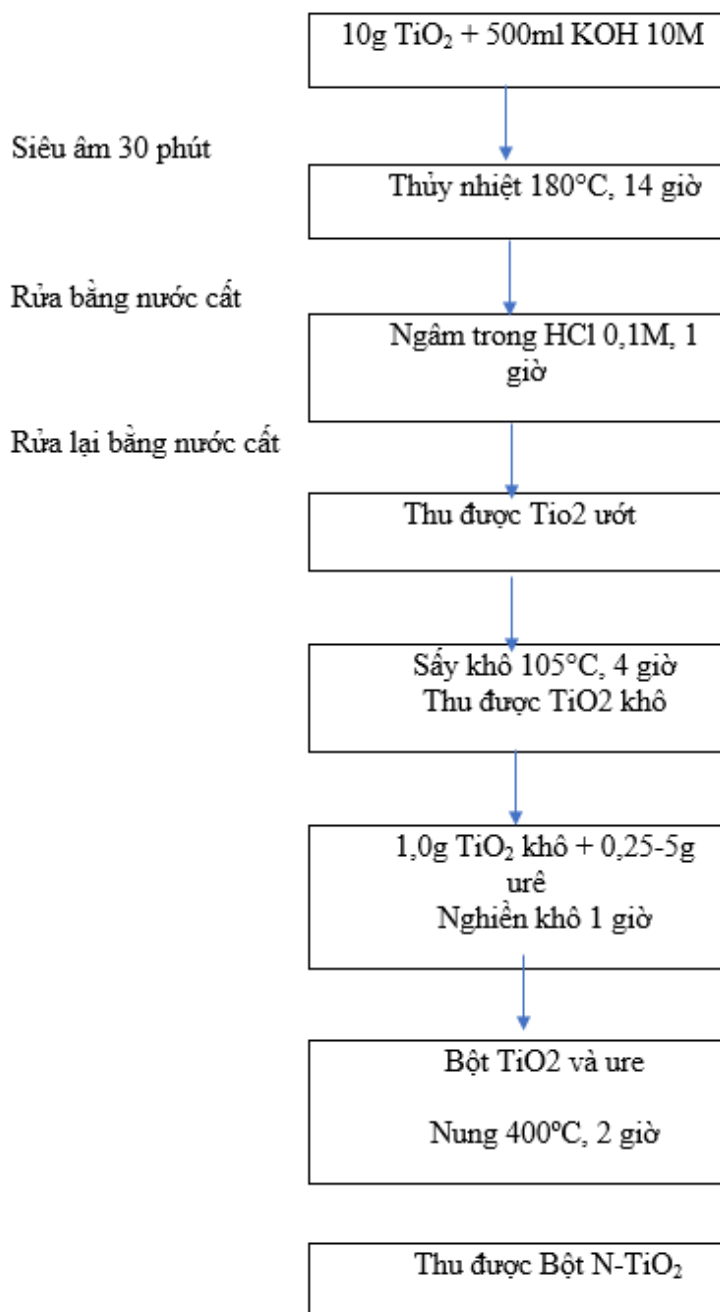 10g TiO₂ + 500ml KOH 10M
Siêu âm 30 phút
Thủy nhiệt 180°C, 14 giờ
Rửa bằng nước cất
Ngâm trong HCl 0,1M, 1
giờ
Rửa lại bằng nước cất
Thu được Tio2 ướt
Sấy khô 105°C, 4 giờ
Thu được TiO2 khô
1,0g TiO₂ khô + 0,25-5g
urê
Nghiền khô 1 giờ
Bột TiO2 và ure
Nung 400ºC, 2 giờ
Thu được Bột N-TiO₂